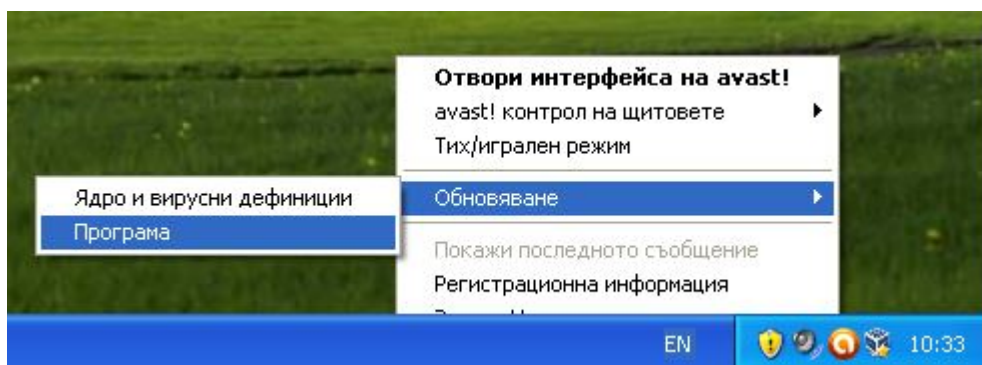 Отвори интерфейса на avast!
avast! контрол на щитовете
Тих/игрален режим
Обновяване
Ядро и вирусни дефиниции
Програма
Покажи последното съобщение
Регистрационна информация
EN
10:33